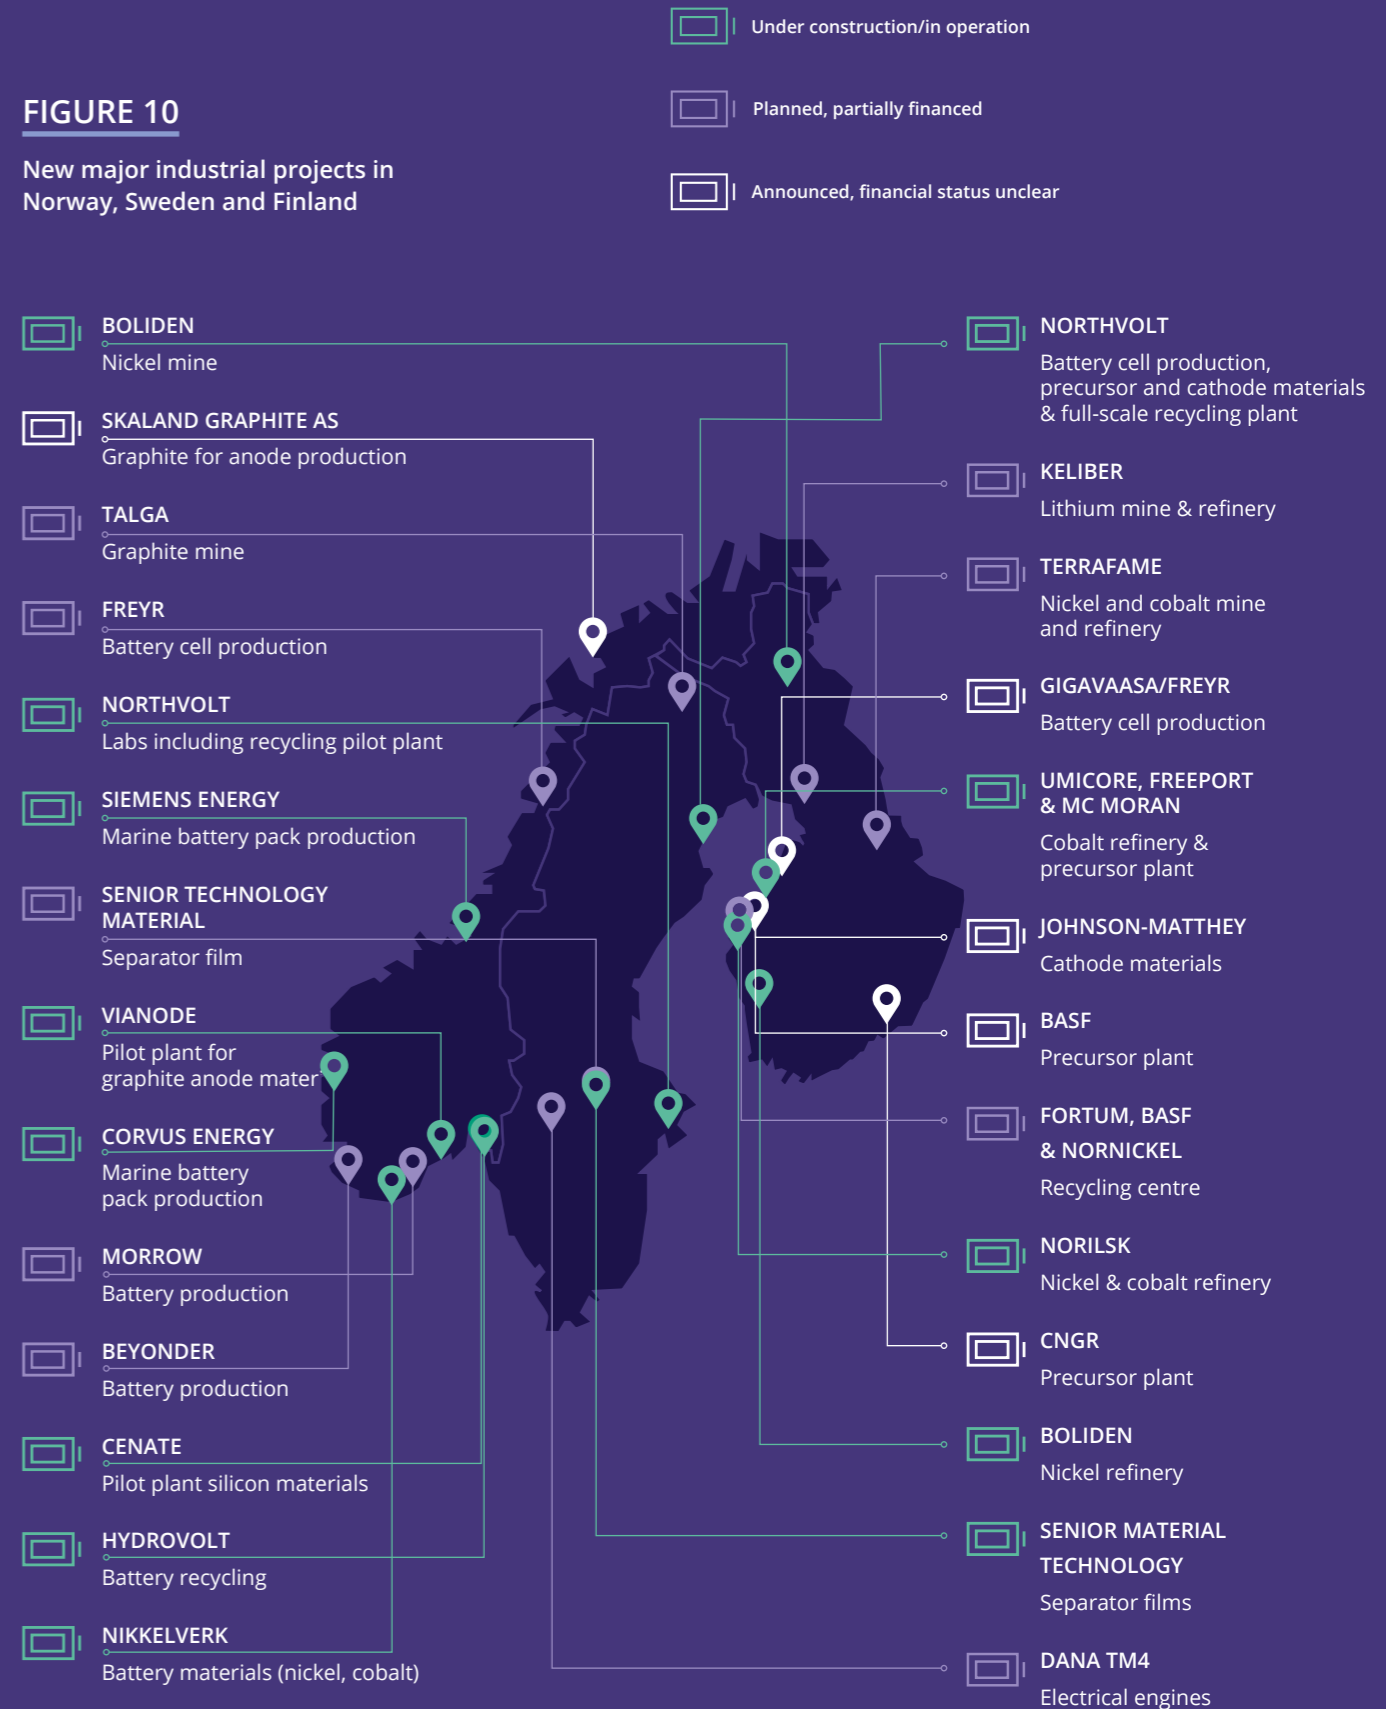 Under construction/in operation
Planned, partially financed
Announced, financial status unclear
FIGURE 10
New major industrial projects in
Norway, Sweden and Finland
BOLIDEN
Nickel mine
SKALAND GRAPHITE AS
Graphite for anode production
TALGA
Graphite mine
FREYR
Battery cell production
NORTHVOLT
Labs including recycling pilot plant
SIEMENS ENERGY
Marine battery pack production
SENIOR TECHNOLOGY
MATERIAL
Separator film
VIANODE
Pilot plant for
graphite anode mater
CORVUS ENERGY
Marine battery
pack production
MORROW
Battery production
BEYONDER
Battery production
CENATE
Pilot plant silicon materials
HYDROVOLT
Battery recycling
NIKKELVERK
Battery materials (nickel, cobalt)
NORTHVOLT
Battery cell production,
precursor and cathode materials
& full-scale recycling plant
KELIBER
Lithium mine & refinery
TERRAFAME
Nickel and cobalt mine
and refinery
GIGAVAASA/FREYR
Battery cell production
UMICORE, FREEPORT
& MC MORAN
Cobalt refinery &
precursor plant
JOHNSON-MATTHEY
Cathode materials
BASF
Precursor plant
FORTUM, BASF
& NORNICKEL
Recycling centre
NORILSK
Nickel & cobalt refinery
CNGR
Precursor plant
BOLIDEN
Nickel refinery
SENIOR MATERIAL
TECHNOLOGY
Separator films
DANA TM4
Electrical engines